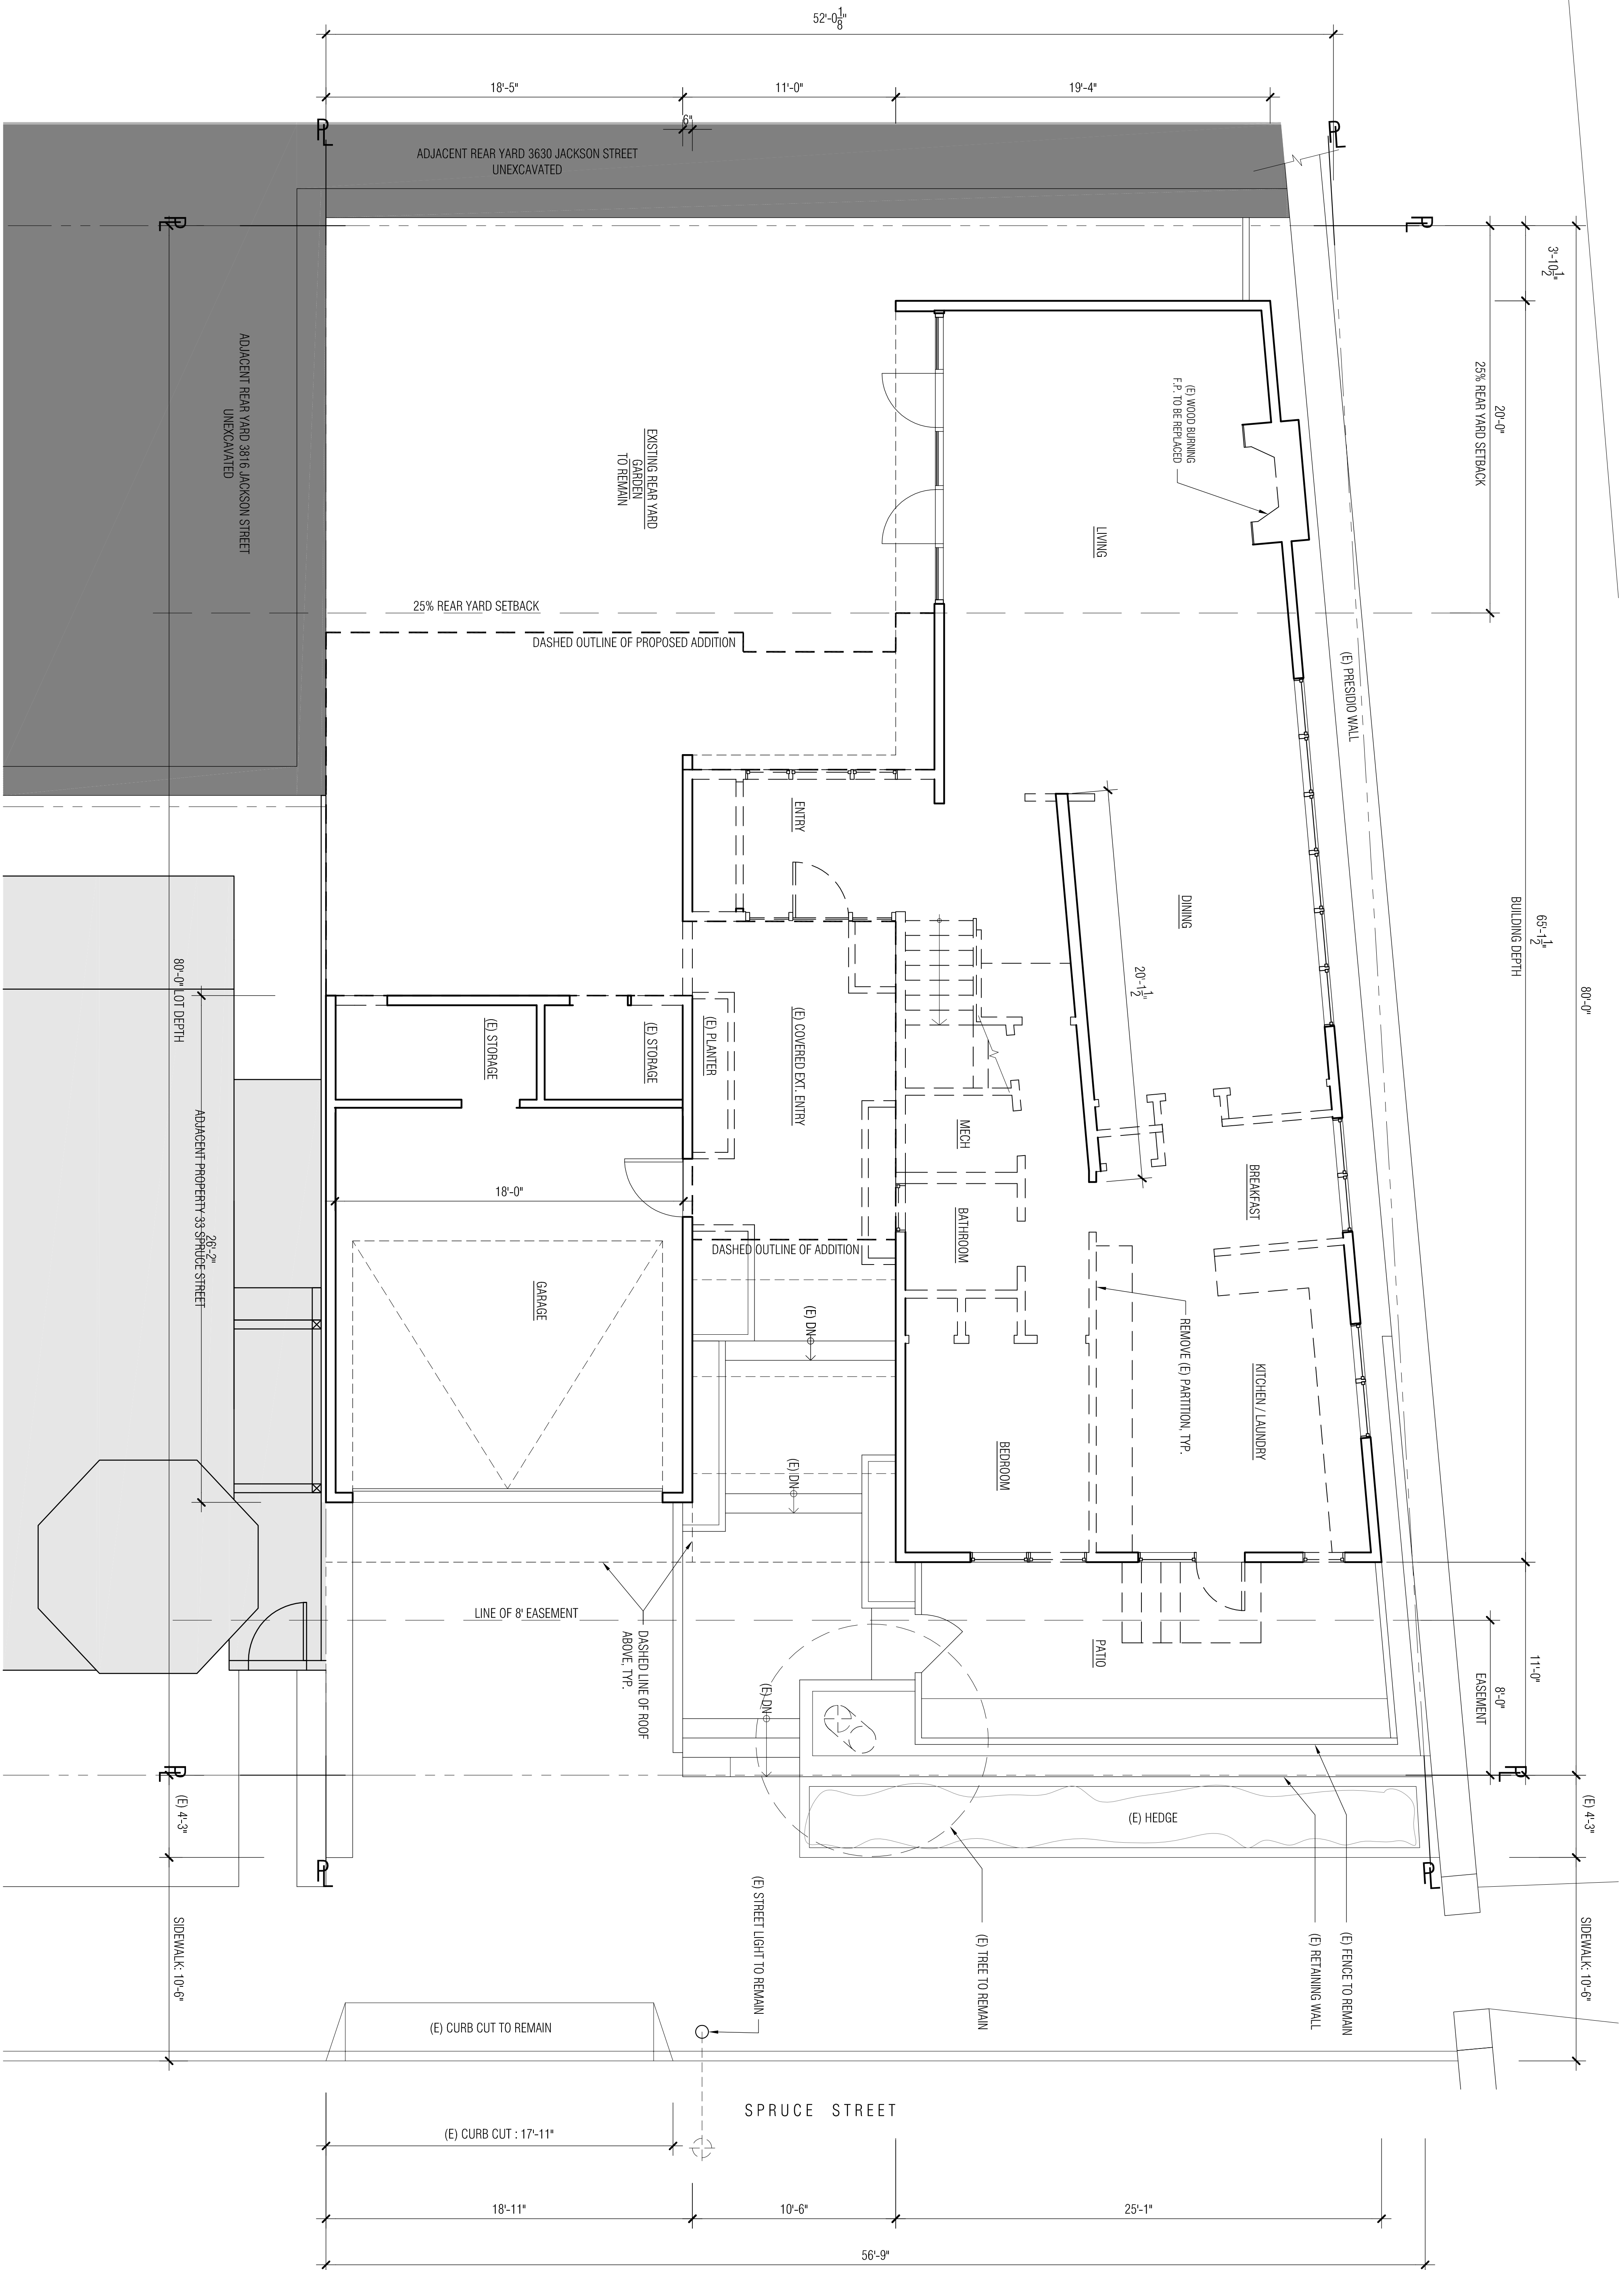 52'-0 1/8"
18'-5"
11'-0"
19'-4"
6"
PL
PL
ADJACENT REAR YARD 3630 JACKSON STREET
UNEXCAVATED
PL
PL
3'-10 1/2"
20'-0"
25% REAR YARD SETBACK
ADJACENT REAR YARD 3816 JACKSON STREET
UNEXCAVATED
EXISTING REAR YARD
GARDEN
TO REMAIN
(E) WOOD BURNING
F.P. TO BE REPLACED
LIVING
25% REAR YARD SETBACK
DASHED OUTLINE OF PROPOSED ADDITION
(E) PRESIDIO WALL
ENTRY
DINING
65'-1 1/2"
BUILDING DEPTH
80'-0"
20'-1 1/2"
80'-0" LOT DEPTH
(E) STORAGE
(E) STORAGE
(E) PLANTER
(E) COVERED EXT. ENTRY
MECH
BREAKFAST
BATHROOM
18'-0"
ADJACENT PROPERTY 33 SPRUCE STREET
26'-2"
DASHED OUTLINE OF ADDITION
GARAGE
(E) DN
REMOVE (E) PARTITION, TYP.
KITCHEN / LAUNDRY
BEDROOM
(E) DN
LINE OF 8' EASEMENT
DASHED LINE OF ROOF
ABOVE, TYP.
PATIO
11'-0"
8'-0"
EASEMENT
(E) DN
PL
PL
(E) 4'-3"
(E) HEDGE
(E) 4'-3"
PL
PL
(E) STREET LIGHT TO REMAIN
(E) TREE TO REMAIN
(E) RETAINING WALL
(E) FENCE TO REMAIN
SIDEWALK: 10'-6"
SIDEWALK: 10'-6"
(E) CURB CUT TO REMAIN
SPRUCE STREET
(E) CURB CUT : 17'-11"
18'-11"
10'-6"
25'-1"
56'-9"